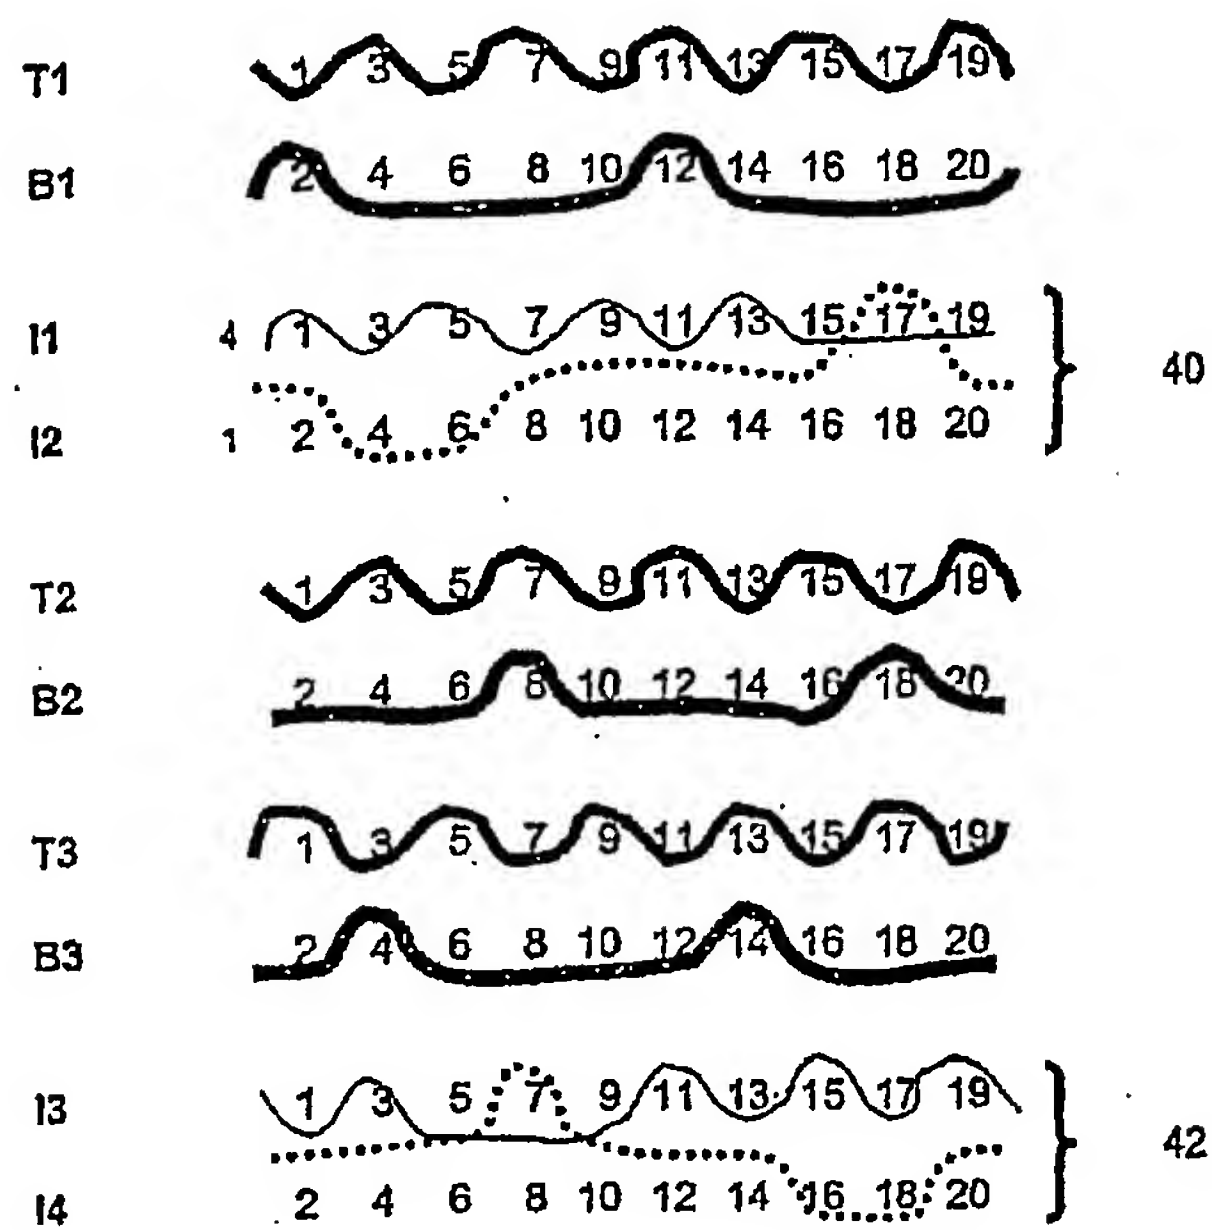 T1 1 3 5 7 9 11 13 15 17 19
B1 2 4 6 8 10 12 14 16 18 20
I1 4 1 3 5 7 9 11 13 15 17 19
40
I2 1 2 4 6 8 10 12 14 16 18 20
T2 1 3 5 7 9 11 13 15 17 19
B2 2 4 6 8 10 12 14 16 18 20
T3 1 3 5 7 9 11 13 15 17 19
B3 2 4 6 8 10 12 14 16 18 20
I3 1 3 5 7 9 11 13 15 17 19
42
I4 2 4 6 8 10 12 14 16 18 20